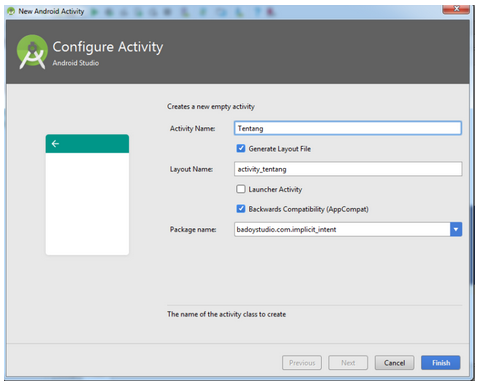 New Android Activity
Configure Activity
Android Studio
Creates a new empty activity
Activity Name: Tentang
Generate Layout File
Layout Name: activity_tentang
Launcher Activity
Backwards Compatibility (AppCompat)
Package name: badoystudio.com.implicit_intent
The name of the activity class to create
Previous Next Cancel Finish